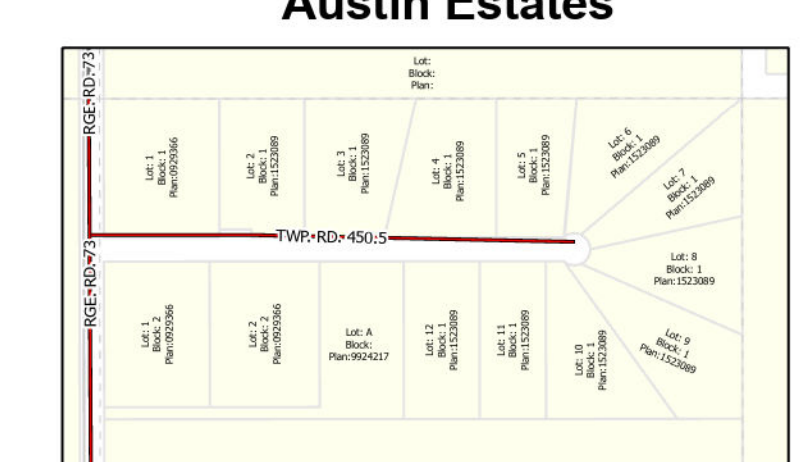 Austin Estates
RGE. RD. 73
Lot:
Block:
Plan:
Lot: 1
Block: 1
Plan:0929366
Lot: 2
Block: 1
Plan:1523089
Lot: 3
Block: 1
Plan:1523089
Lot: 4
Block: 1
Plan:1523089
Lot: 5
Block: 1
Plan:1523089
Lot: 6
Block: 1
Plan:1523089
Lot: 7
Block: 1
Plan:1523089
TWP. RD. 450.5
RGE. RD. 73
Lot: 8
Block: 1
Plan:1523089
Lot: 1
Block: 2
Plan:0929366
Lot: 2
Block: 2
Plan:0929366
Lot: A
Block:
Plan:9924217
Lot: 12
Block: 1
Plan:1523089
Lot: 11
Block: 1
Plan:1523089
Lot: 10
Block: 1
Plan:1523089
Lot: 9
Block: 1
Plan:1523089